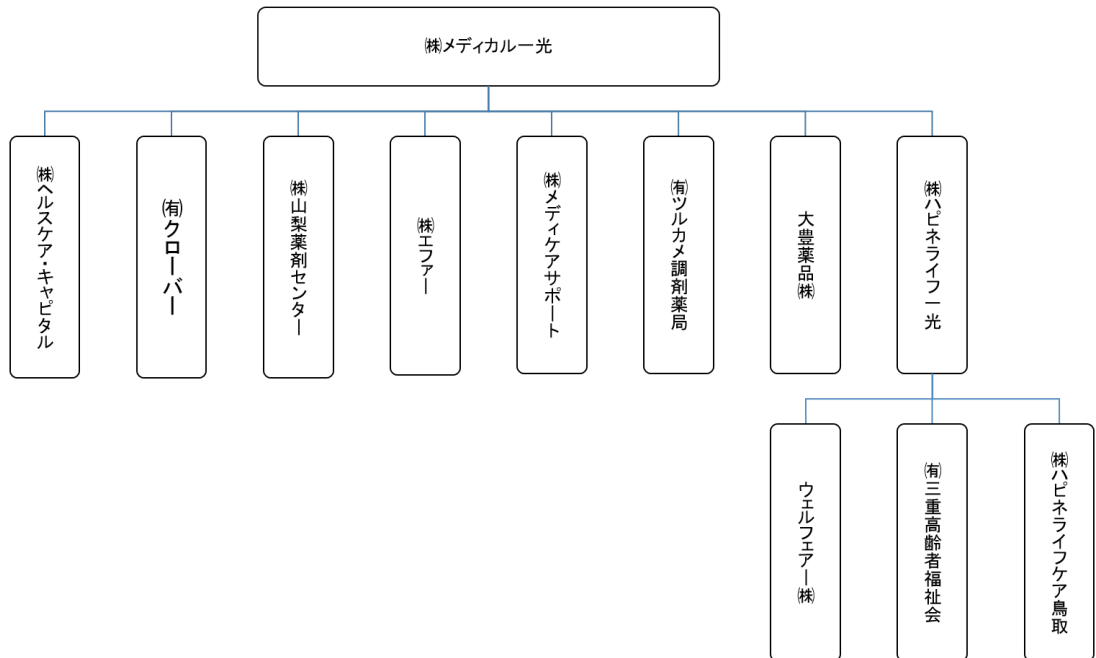 ㈱メディカル一光
㈱ヘルスケア・キャピタル
㈲クローバー
㈱山梨薬剤センター
㈱エファー
㈱メディケアサポート
㈲ツルカメ調剤薬局
大豊薬品㈱
㈱ハピネライフ一光
ウェルフェアー㈱
㈲三重高齢者福祉会
㈱ハピネライフケア鳥取